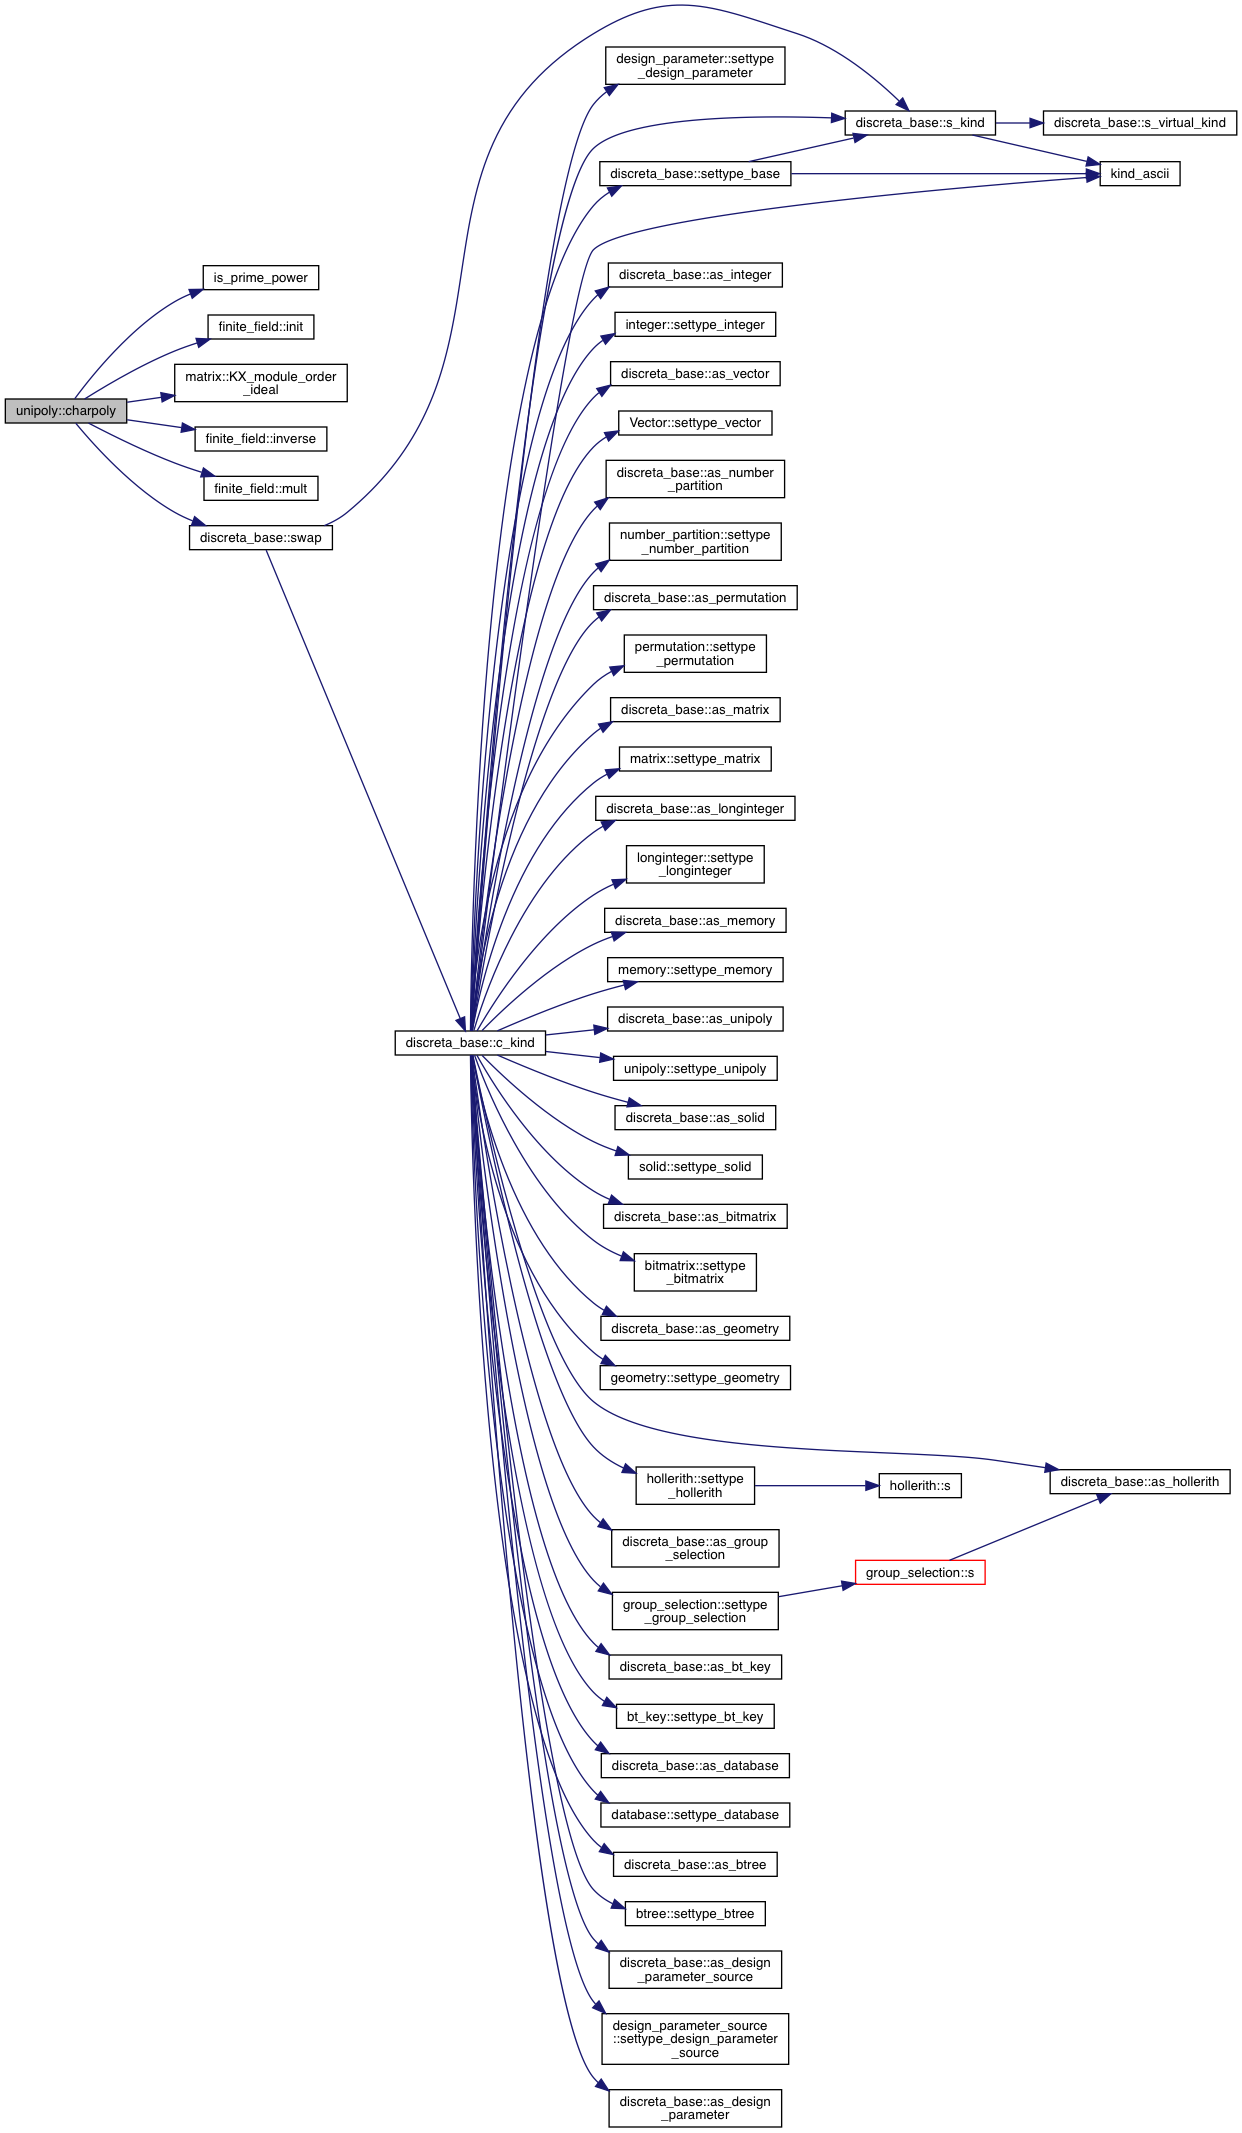 design_parameter::settype
_design_parameter
discreta_base::s_kind
discreta_base::s_virtual_kind
discreta_base::settype_base
kind_ascii
is_prime_power
finite_field::init
matrix::KX_module_order
_ideal
unipoly::charpoly
finite_field::inverse
finite_field::mult
discreta_base::swap
discreta_base::as_integer
integer::settype_integer
discreta_base::as_vector
Vector::settype_vector
discreta_base::as_number
_partition
number_partition::settype
_number_partition
discreta_base::as_permutation
permutation::settype
_permutation
discreta_base::as_matrix
matrix::settype_matrix
discreta_base::as_longinteger
longinteger::settype
_longinteger
discreta_base::as_memory
memory::settype_memory
discreta_base::as_unipoly
discreta_base::c_kind
unipoly::settype_unipoly
discreta_base::as_solid
solid::settype_solid
discreta_base::as_bitmatrix
bitmatrix::settype
_bitmatrix
discreta_base::as_geometry
geometry::settype_geometry
hollerith::settype
_hollerith
hollerith::s
discreta_base::as_hollerith
discreta_base::as_group
_selection
group_selection::s
group_selection::settype
_group_selection
discreta_base::as_bt_key
bt_key::settype_bt_key
discreta_base::as_database
database::settype_database
discreta_base::as_btree
btree::settype_btree
discreta_base::as_design
_parameter_source
design_parameter_source
::settype_design_parameter
_source
discreta_base::as_design
_parameter